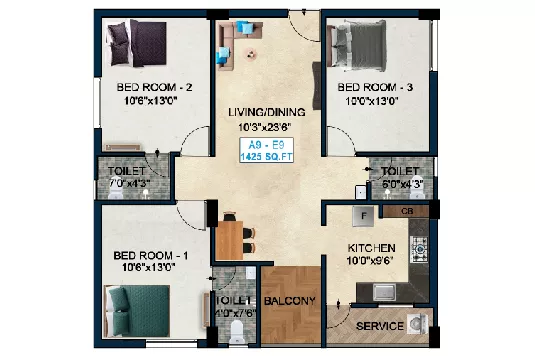 BED ROOM - 2
10'6"x13'0"
BED ROOM - 3
10'0"x13'0"
LIVING/DINING
10'3"x23'6"
A9 - E9
1425 SQ.FT
TOILET
7'0"x4'3"
TOILET
6'0"x4'3"
F
CB
BED ROOM - 1
10'6"x13'0"
KITCHEN
10'0"x9'6"
TOILET
4'0"x7'6"
BALCONY
SERVICE